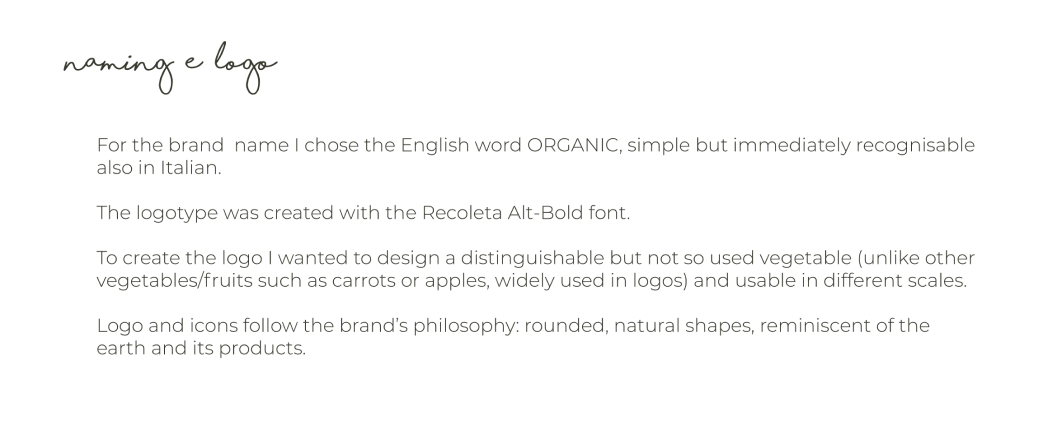 naming e logo
For the brand  name I chose the English word ORGANIC, simple but immediately recognisable
also in Italian.
The logotype was created with the Recoleta Alt-Bold font.
To create the logo I wanted to design a distinguishable but not so used vegetable (unlike other
vegetables/fruits such as carrots or apples, widely used in logos) and usable in different scales.
Logo and icons follow the brand’s philosophy: rounded, natural shapes, reminiscent of the
earth and its products.